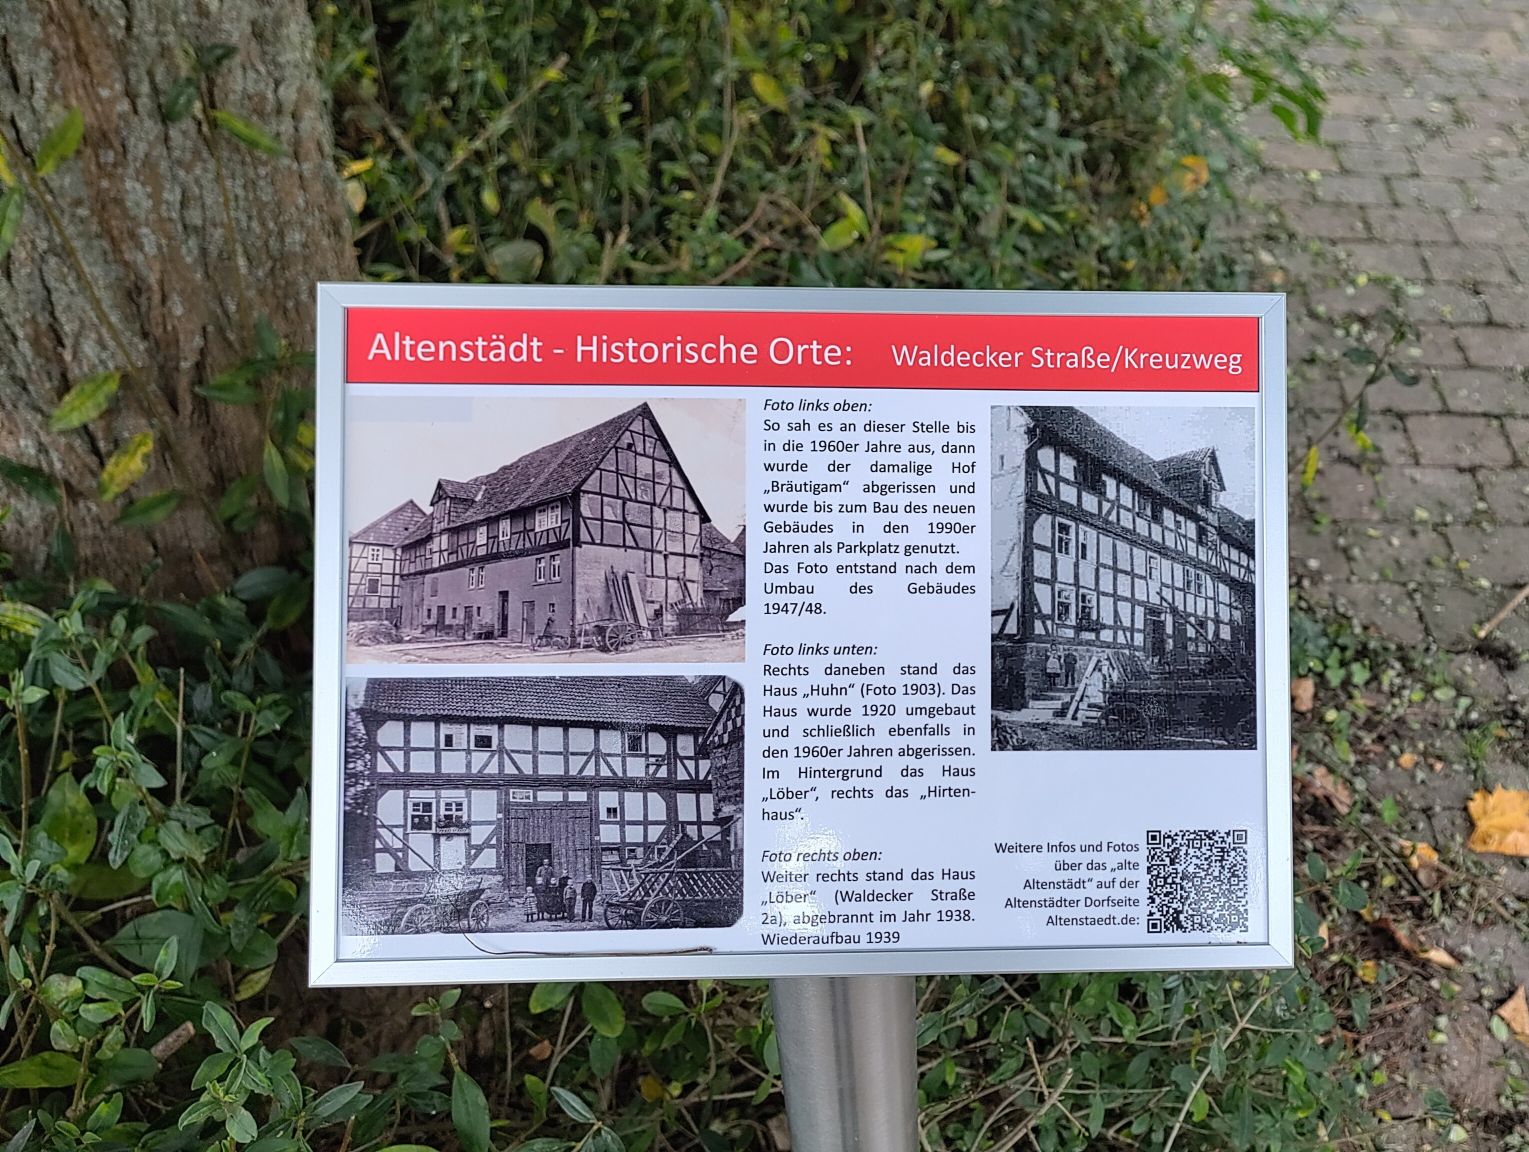 Altenstädt - Historische Orte: Waldecker Straße/Kreuzweg
Foto links oben:
So sah es an dieser Stelle bis
in die 1960er Jahre aus, dann
wurde der damalige Hof
„Bräutigam“ abgerissen und
wurde bis zum Bau des neuen
Gebäudes in den 1990er
Jahren als Parkplatz genutzt.
Das Foto entstand nach dem
Umbau des Gebäudes
1947/48.
Foto links unten:
Rechts daneben stand das
Haus „Huhn“ (Foto 1903). Das
Haus wurde 1920 umgebaut
und schließlich ebenfalls in
den 1960er Jahren abgerissen.
Im Hintergrund das Haus
„Löber“, rechts das „Hirten-
haus“.
Foto rechts oben:
Weiter rechts stand das Haus
„Löber“ (Waldecker Straße
2a), abgebrannt im Jahr 1938.
Wiederaufbau 1939
Weitere Infos und Fotos
über das „alte
Altenstädt“ auf der
Altenstädter Dorfseite
Altenstaedt.de: